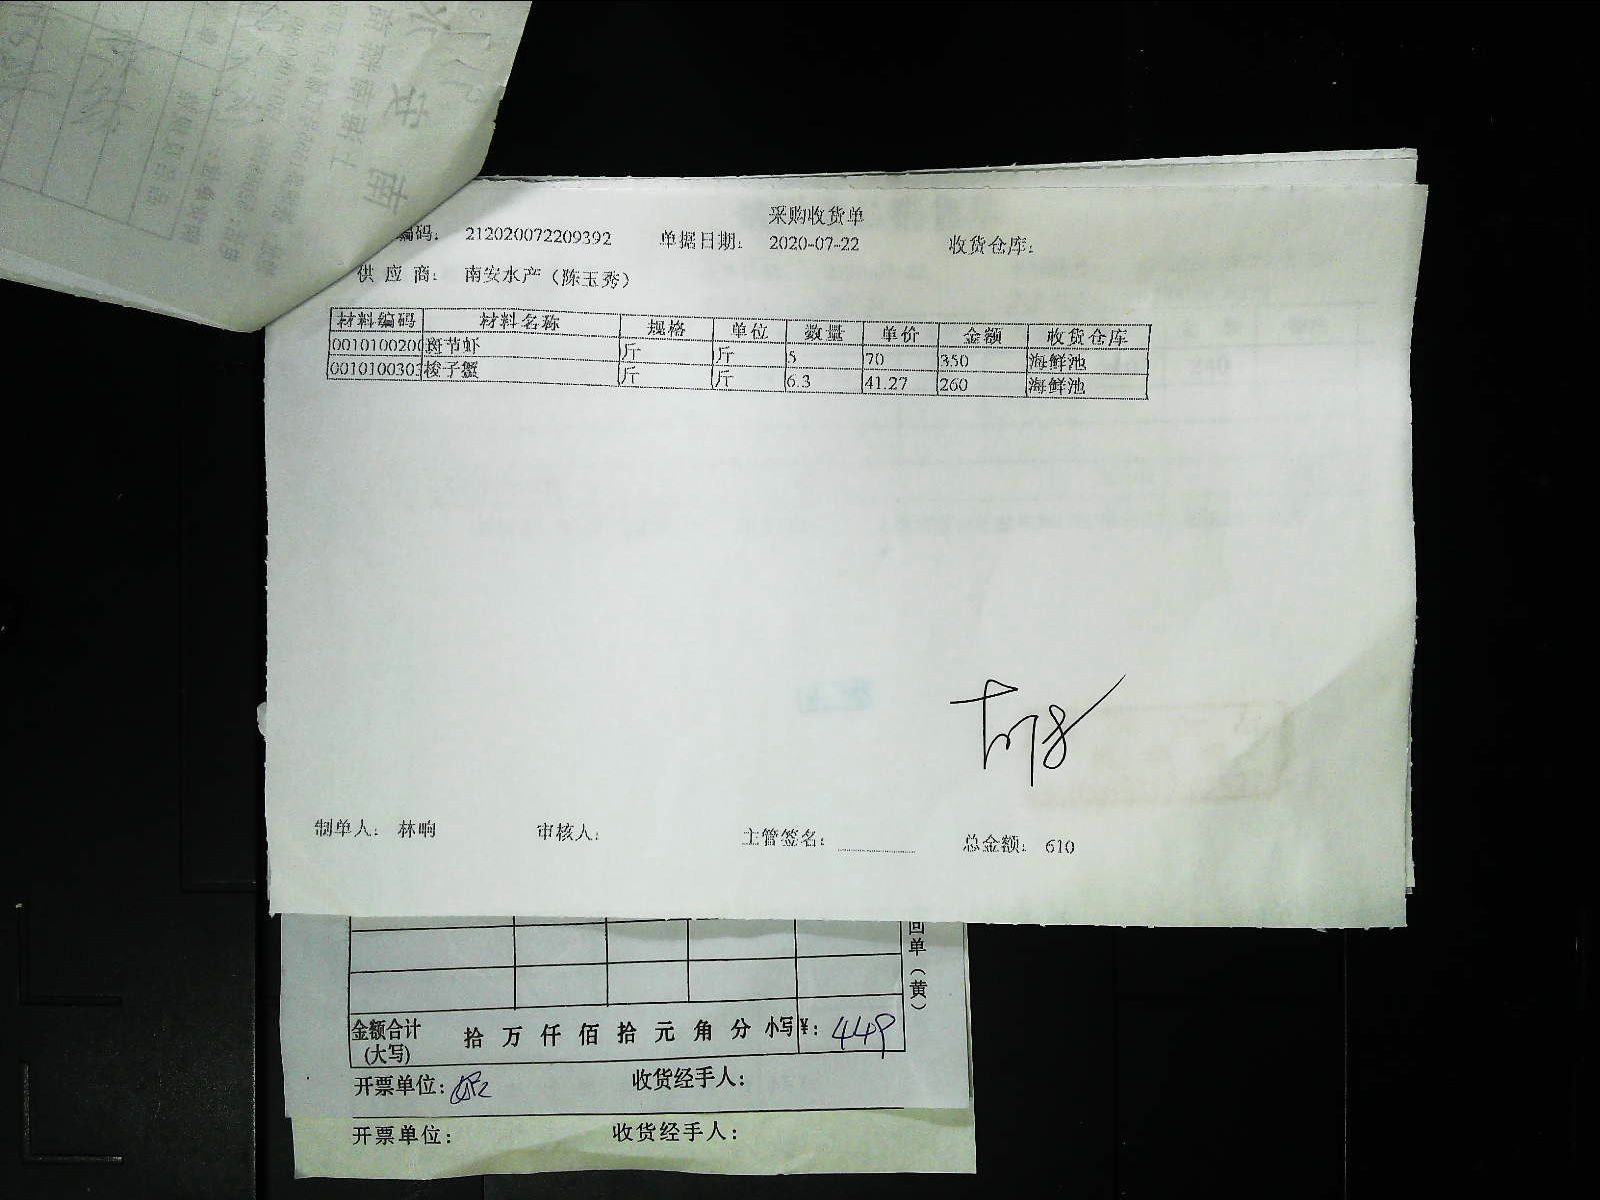 采购收货单
编码： 212020072209392 单据日期： 2020-07-22 收货仓库：
供 应 商： 南安水产（陈玉秀）
材料编码 材料名称 规格 单位 数量 单价 金额 收货仓库
001010020 斑节虾 斤 斤 5 70 350 海鲜池
001010030 梭子蟹 斤 斤 6.3 41.27 260 海鲜池
制单人： 林晌 审核人： 主管签名： 总金额： 610
回单（黄）
金额合计 拾 万 仟 佰 拾 元 角 分 小写¥： 449
(大写)
开票单位： 收货经手人：
开票单位： 收货经手人：